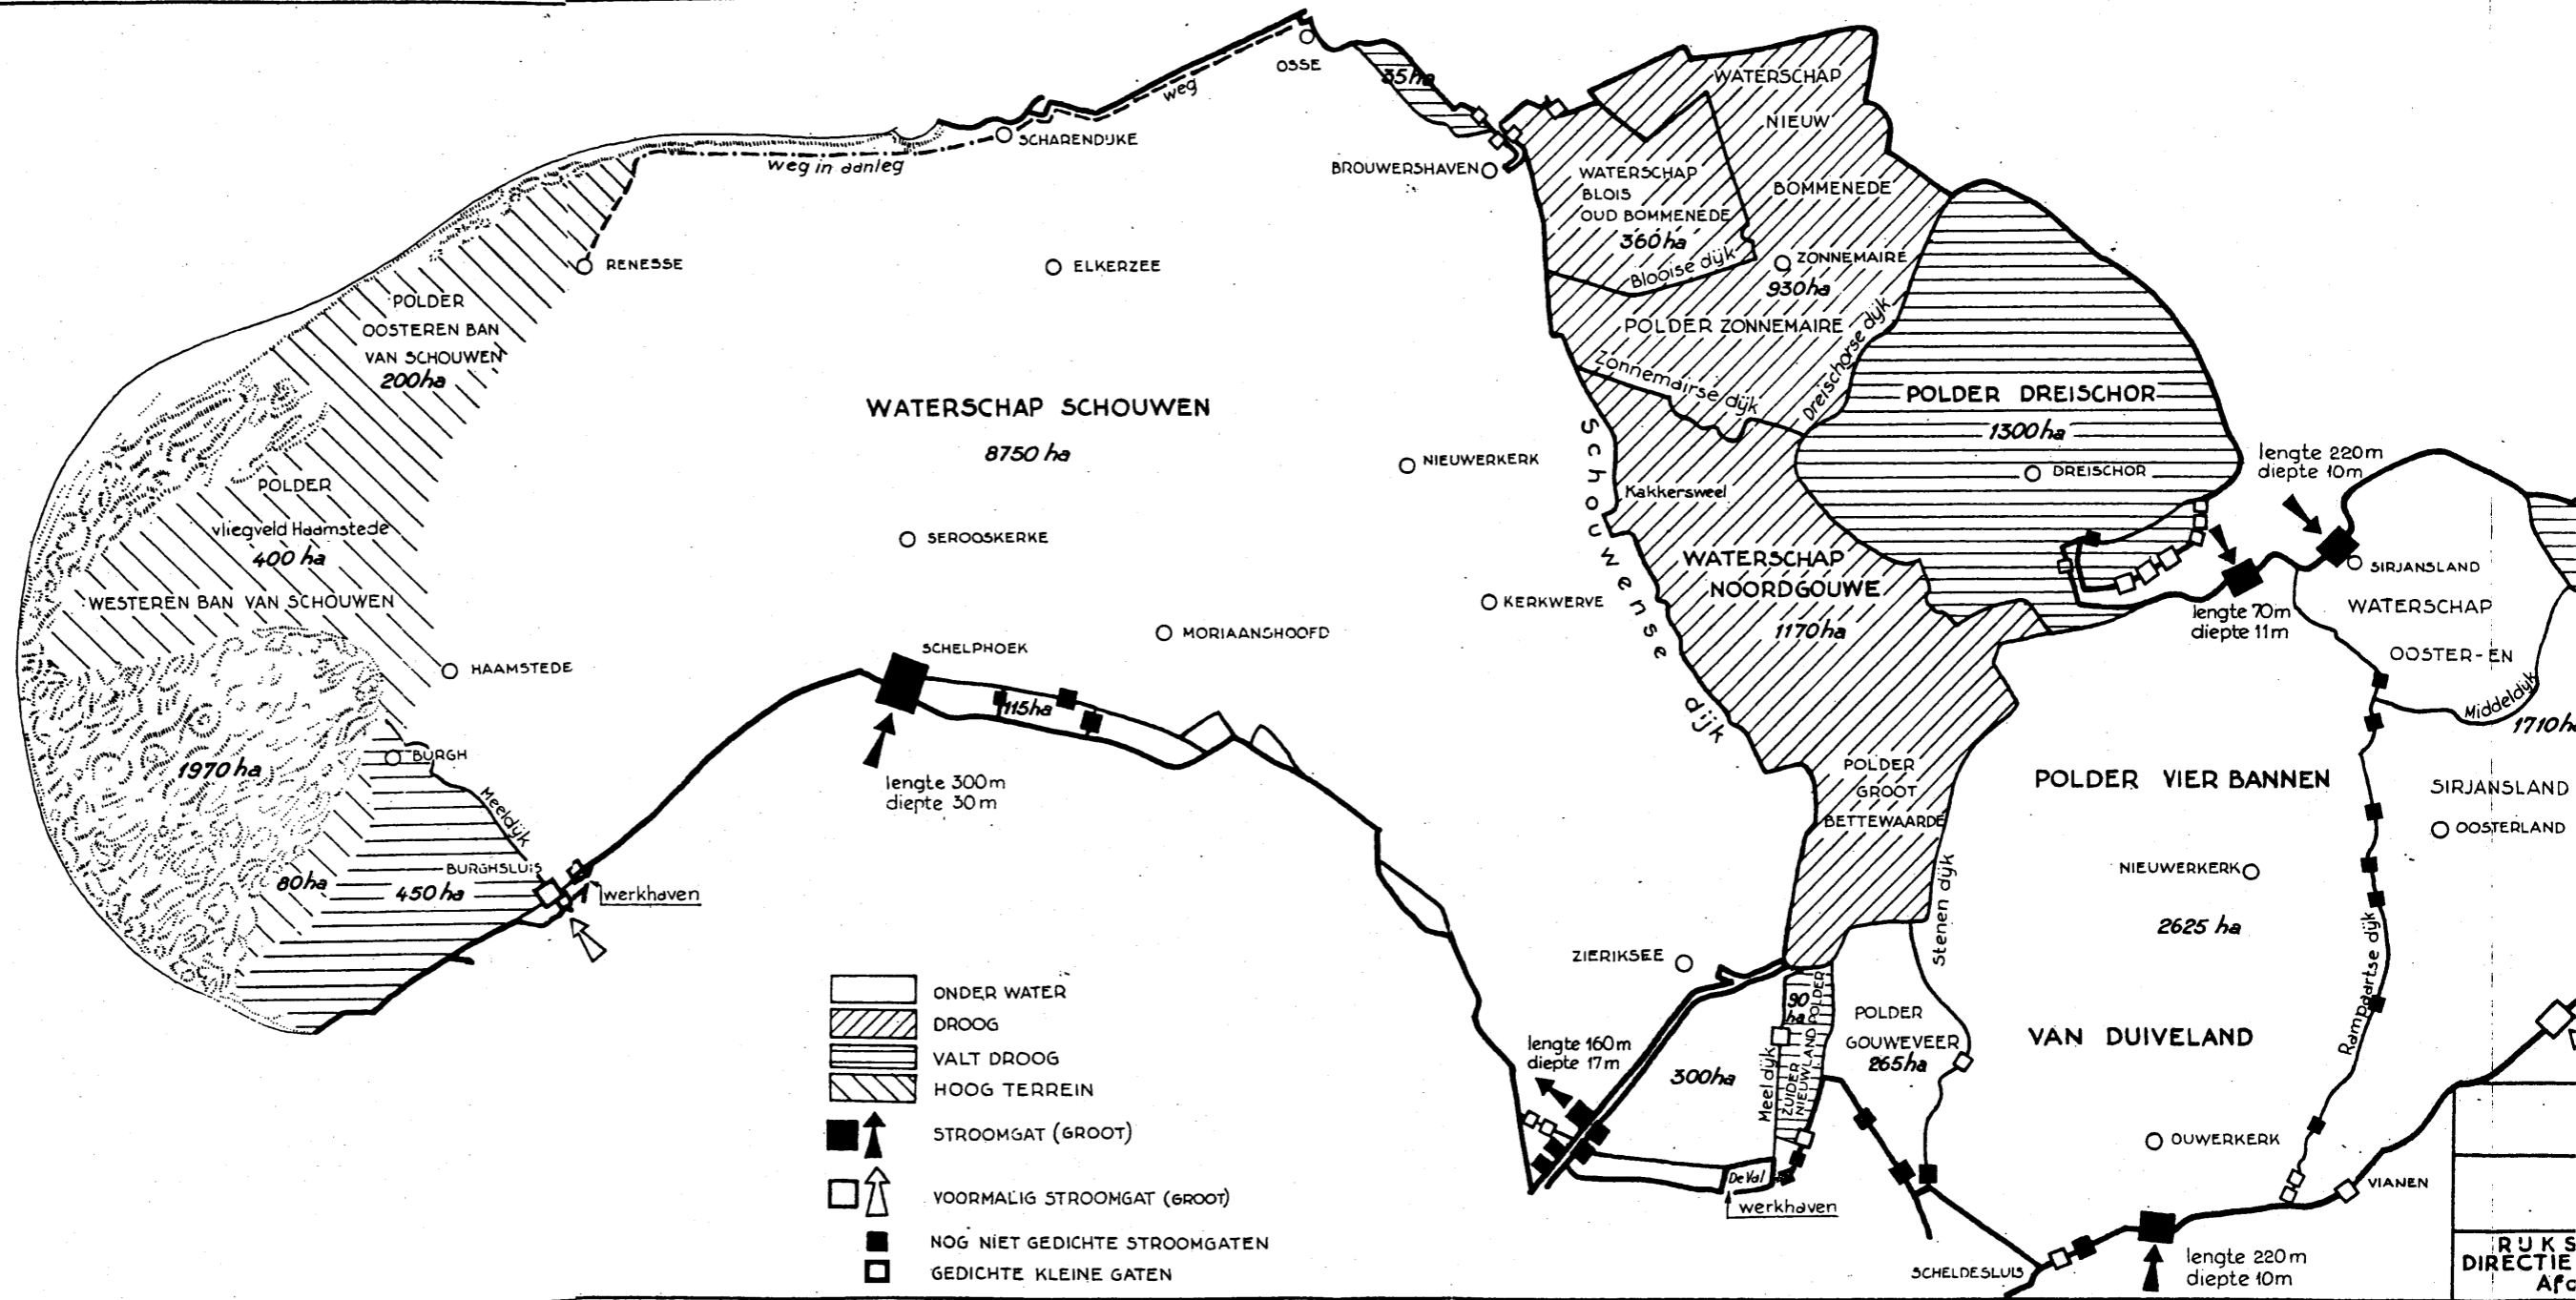 OSSE
weg
35ha
SCHARENDIJKE
weg in aanleg
BROUWERSHAVEN
WATERSCHAP
NIEUW
BOMMENEDE
WATERSCHAP
BLOIS
OUD BOMMENEDE
360ha
Blooise dijk
ZONNEMAIRE
930ha
POLDER ZONNEMAIRE
Zonnemairse dijk
Dreischorse dijk
RENESSE
ELKERZEE
POLDER
OOSTEREN BAN
VAN SCHOUWEN
200ha
WATERSCHAP SCHOUWEN
8750 ha
POLDER DREISCHOR
1300ha
DREISCHOR
lengte 220m
diepte 10m
NIEUWERKERK
Schouwense dijk
Kakkersweel
POLDER
vliegveld Haamstede
400 ha
WESTEREN BAN VAN SCHOUWEN
SEROOSKERKE
WATERSCHAP
NOORDGOUWE
1170ha
SIRJANSLAND
WATERSCHAP
OOSTER-EN
Middeldijk
1710h
lengte 70m
diepte 11m
KERKWERVE
MORIAANSHOOFD
SCHELPHOEK
115ha
HAAMSTEDE
BURGH
1970ha
Meeldijk
lengte 300m
diepte 30m
POLDER
GROOT
BETTEWAARDE
POLDER VIER BANNEN
SIRJANSLAND
OOSTERLAND
NIEUWERKERK
2625 ha
80ha
BURGHSLUIS
450ha
werkhaven
Stenen dijk
Rampaartse dijk
ZIERIKSEE
90
ha
ZUIDER
NIEUWLAND POLDER
POLDER
GOUWEVEER
265ha
VAN DUIVELAND
lengte 160m
diepte 17m
300ha
Meeldijk
ONDER WATER
DROOG
VALT DROOG
HOOG TERREIN
STROOMGAT (GROOT)
VOORMALIG STROOMGAT (GROOT)
NOG NIET GEDICHTE STROOMGATEN
GEDICHTE KLEINE GATEN
De Val
werkhaven
OUWERKERK
VIANEN
SCHELDESLUIS
lengte 220m
diepte 10m
RIJKS
DIRECTIE
Afd